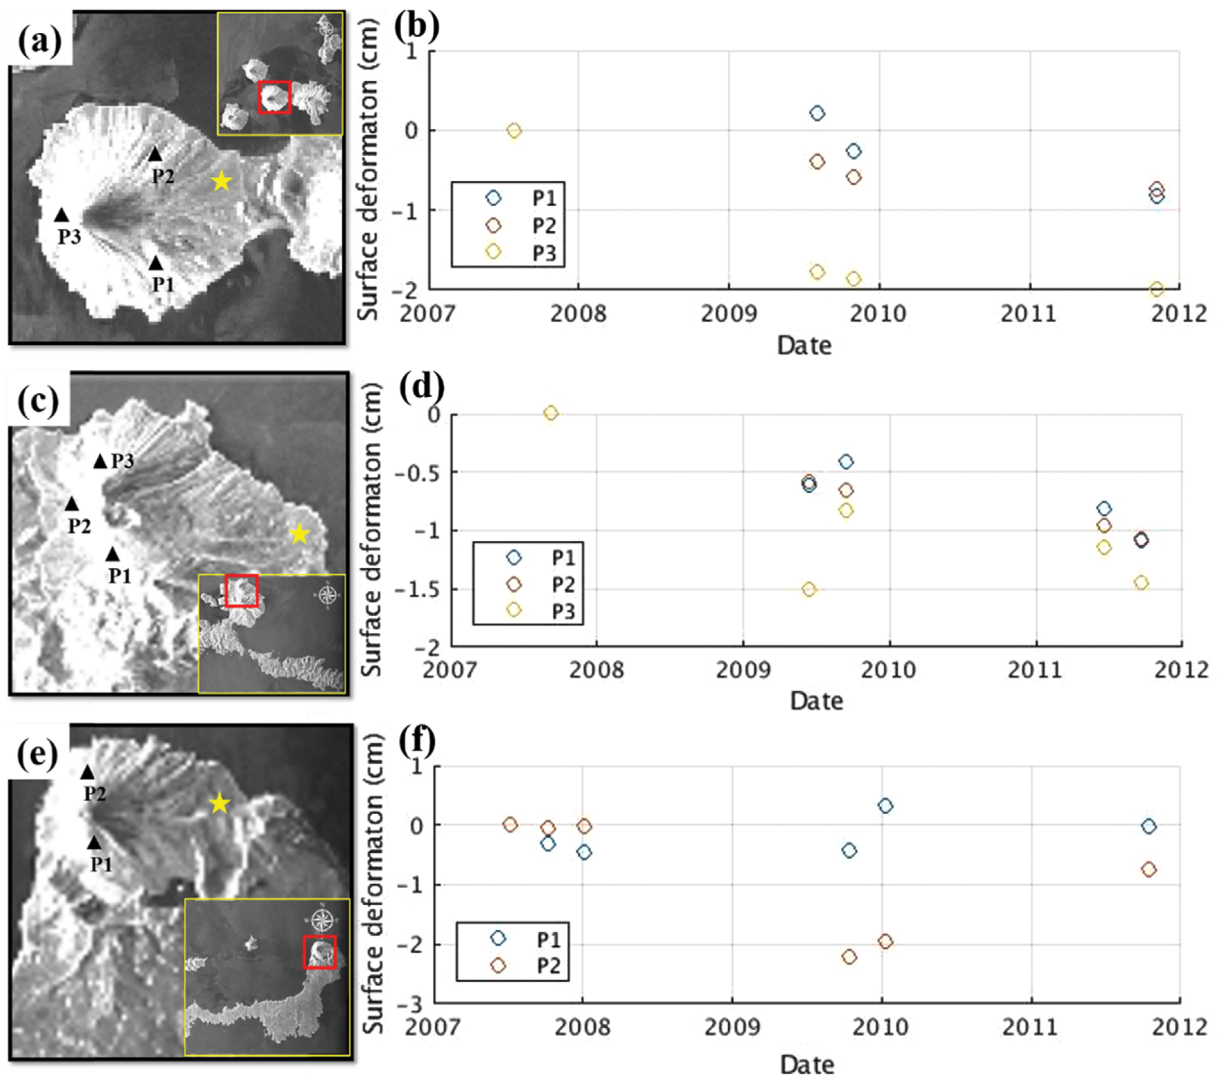 (a)
P2
P3
P1
(b)
Surface deformaton (cm)
1
0
-1
-2
P1
P2
P3
2007 2008 2009 2010 2011 2012
Date
(c)
P3
P2
P1
(d)
Surface deformaton (cm)
0
-0.5
-1
-1.5
-2
P1
P2
P3
2007 2008 2009 2010 2011 2012
Date
(e)
P2
P1
N
(f)
Surface deformaton (cm)
1
0
-1
-2
-3
P1
P2
2007 2008 2009 2010 2011 2012
Date